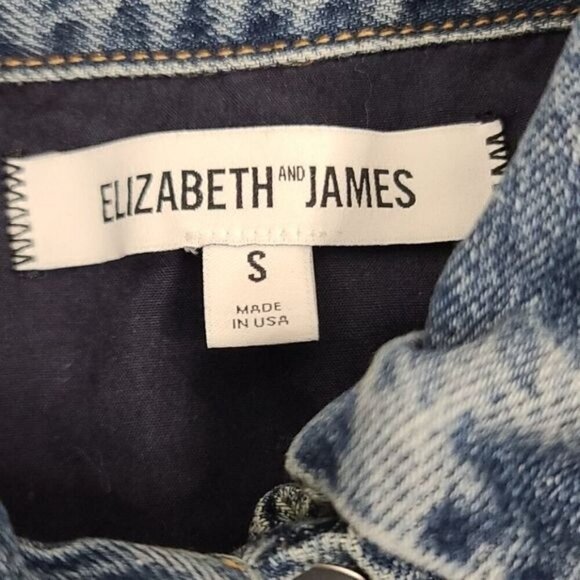 ELIZABETH AND JAMES
S
MADE
IN USA